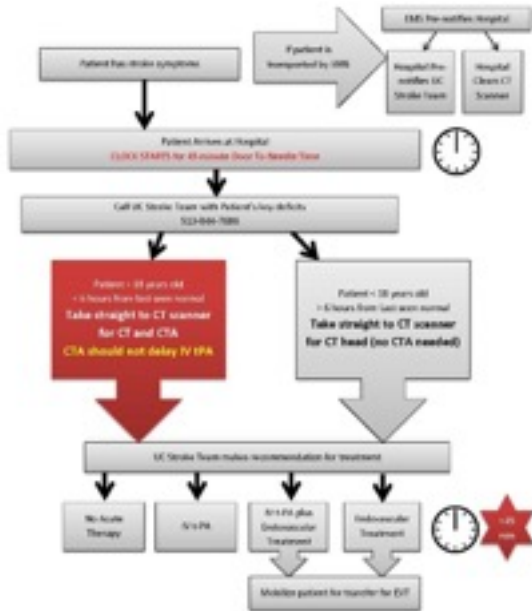 EMS Pre-notifies Hospital
If patient
is
transported by EMS
Hospital Pre-
notifies UC
Stroke Team
Hospital
Clears CT
Scanner
Patient has stroke symptoms
Patient Arrives at Hospital
CLOCK STARTS for minute Door To Needle Time
Call UC Stroke Team with Patient's key deficits
Patient 18 years old
< 6 hours from last seen normal
Take straight to CT scanner
for CT and CTA
CTA should not delay IV tPA
Patient < 18 years old
> 6 hours from last seen normal
Take straight to CT scanner
for CT head (no CTA needed)
UC Stroke Team makes recommendation for treatment
No Acute
Therapy
IV t-PA
IV t-PA plus
Endovascular
Treatment
Endovascular
Treatment
Mobilize patient for transfer for EVT